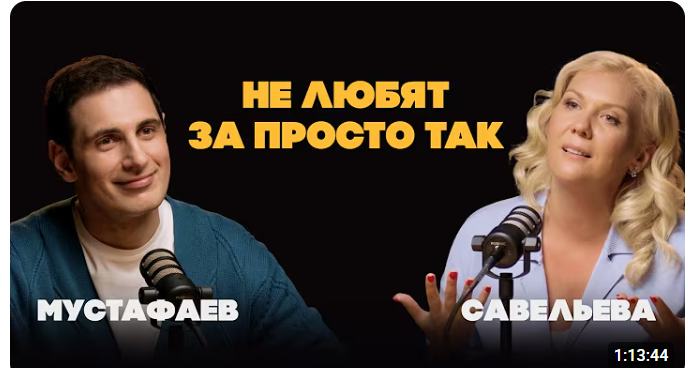 НЕ ЛЮБЯТ
ЗА ПРОСТО ТАК
МУСТАФАЕВ
САВЕЛЬЕВА
1:13:44